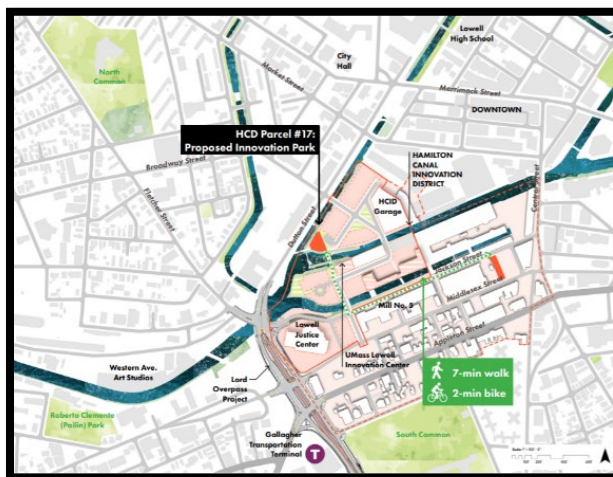 Lowell
High School
City
Hall
North
Common
Market Street
Merrimack Street
DOWNTOWN
HCD Parcel #17:
Proposed Innovation Park
Broadway Street
Fletcher Street
Dutton Street
HAMILTON
CANAL
INNOVATION
DISTRICT
HCID
Garage
Central Street
Jackson Street
Middlesex Street
Mill No. 5
Appleton Street
Lowell
Justice
Center
UMass Lowell
Innovation Center
7-min walk
2-min bike
Western Ave.
Art Studios
Lord
Overpass
Project
Roberto Clemente
(Pailin) Park
Gallagher
Transportation
Terminal
T
South Common